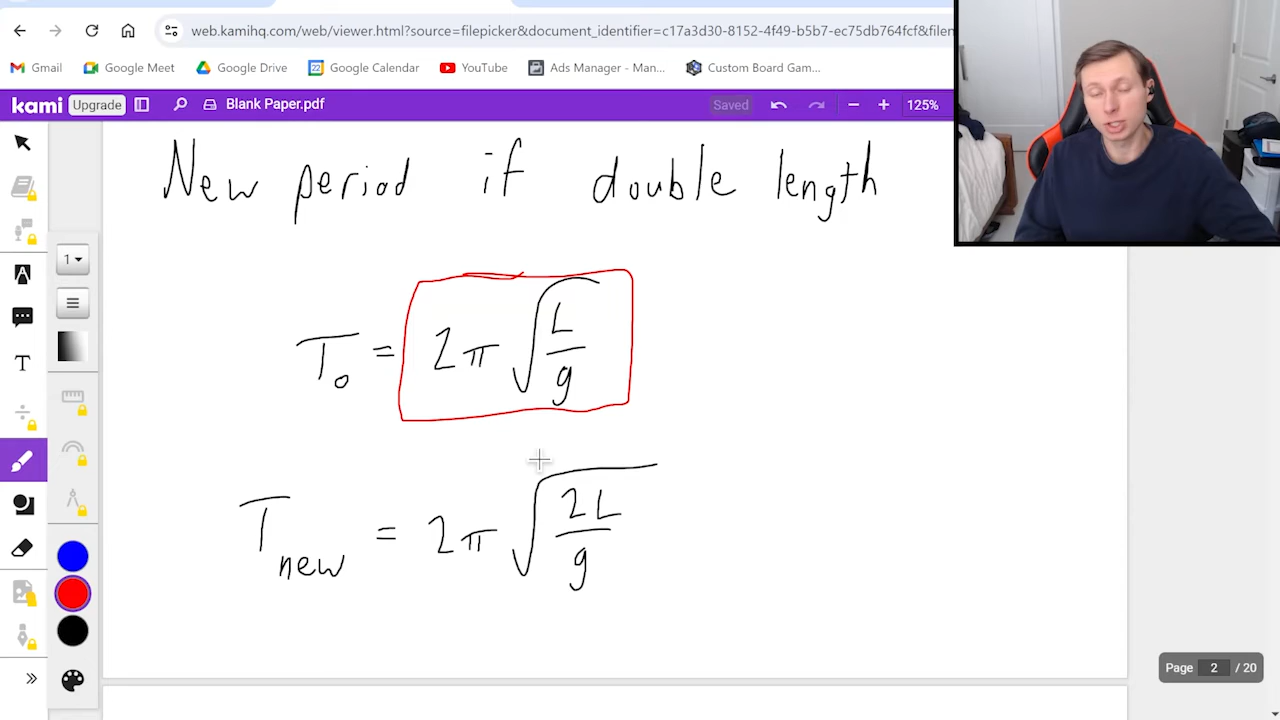 web.kamihq.com/web/viewer.html?source=filepicker&document_identifier=c17a3d30-8152-4f49-b5b7-ec75db764fcf&filen
Gmail Google Meet Google Drive 22 Google Calendar YouTube Ads Manager - Man... Custom Board Gam...
kami Upgrade Blank Paper.pdf Saved 125%
New period if double length
1
T₀ = 2π√(L/g)
T_new = 2π√(2L/g)
Page 2 / 20